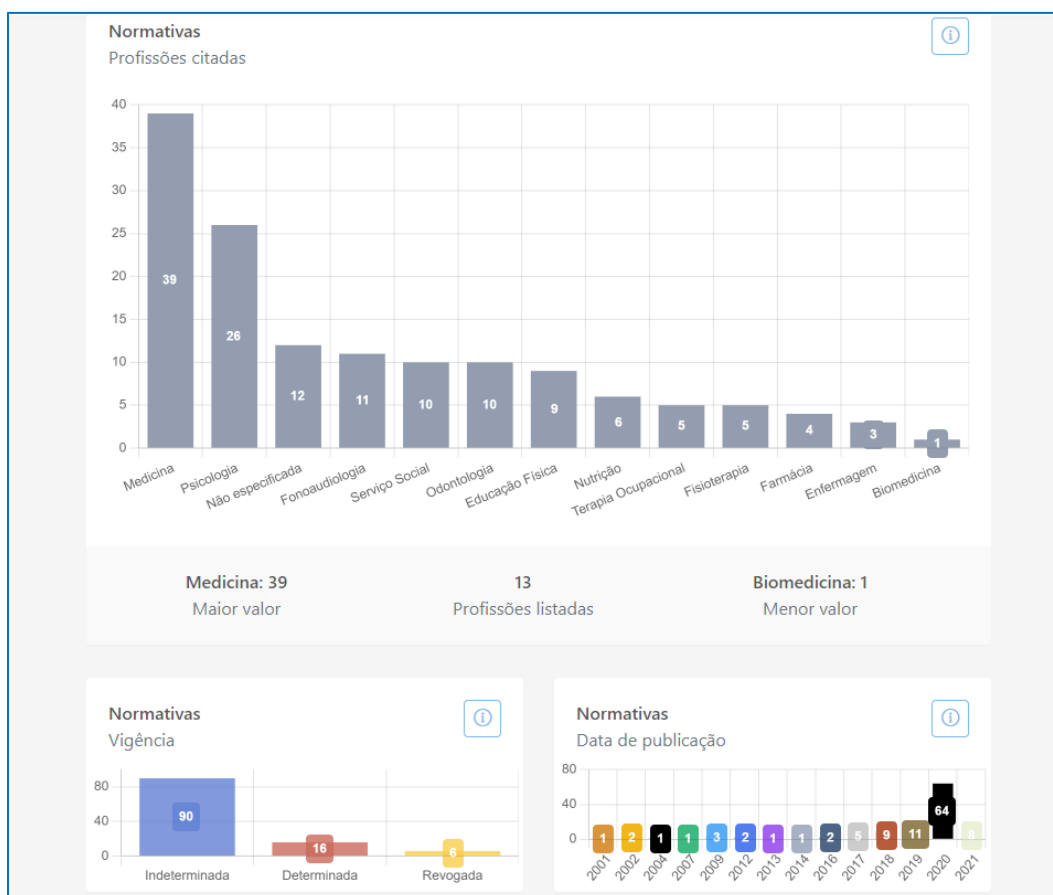 Normativas
Profissões citadas
40
35
30
25
20
15
10
5
0
39
26
12
11
10
10
9
6
5
5
4
3
1
Medicina
Psicologia
Não especificada
Fonoaudiologia
Serviço Social
Odontologia
Educação Física
Nutrição
Terapia Ocupacional
Fisioterapia
Farmácia
Enfermagem
Biomedicina
Medicina: 39 13 Biomedicina: 1
Maior valor Profissões listadas Menor valor
Normativas
Vigência
80
40
0
90
16
6
Indeterminada Determinada Revogada
Normativas
Data de publicação
80
40
0
1 2 1 1 3 2 1 1 2 5 9 11 64 8
2001 2002 2004 2007 2009 2012 2013 2014 2016 2017 2018 2019 2020 2021